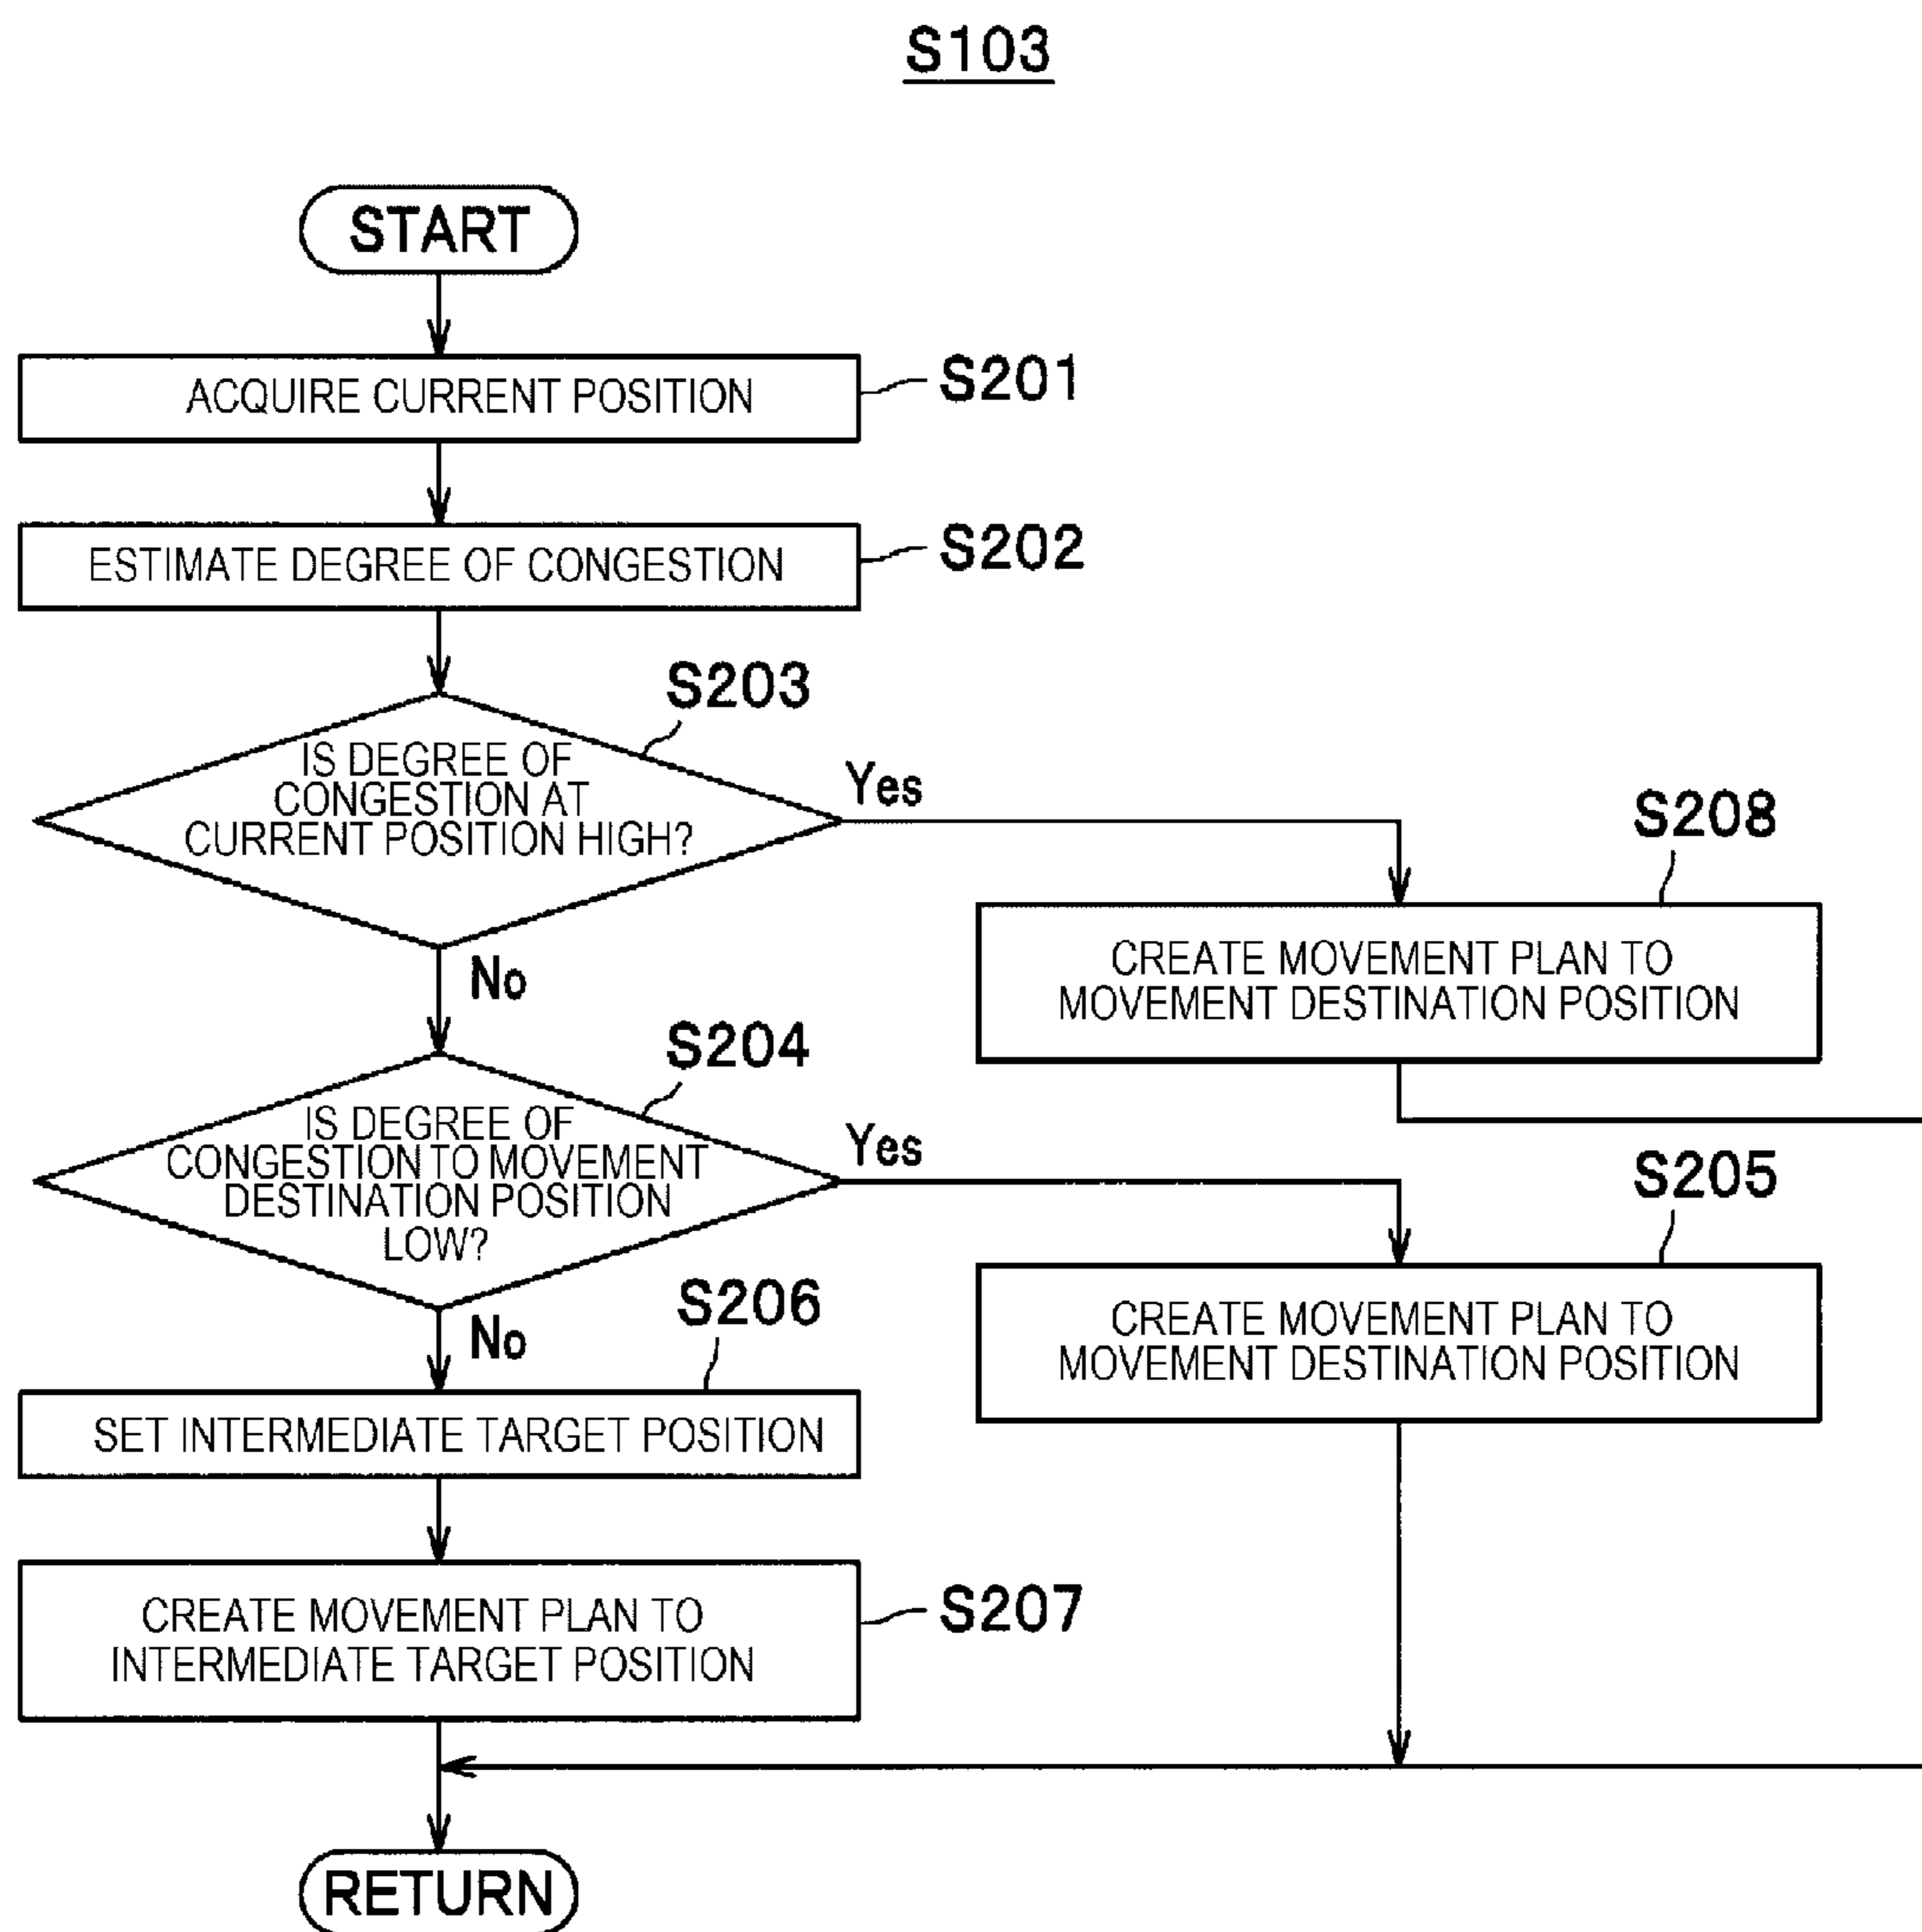 S103
START
ACQUIRE CURRENT POSITION
S201
ESTIMATE DEGREE OF CONGESTION
S202
S203
IS DEGREE OF
CONGESTION AT
CURRENT POSITION HIGH?
Yes
No
S208
CREATE MOVEMENT PLAN TO
MOVEMENT DESTINATION POSITION
S204
IS DEGREE OF
CONGESTION TO MOVEMENT
DESTINATION POSITION
LOW?
Yes
No
S205
CREATE MOVEMENT PLAN TO
MOVEMENT DESTINATION POSITION
S206
SET INTERMEDIATE TARGET POSITION
CREATE MOVEMENT PLAN TO
INTERMEDIATE TARGET POSITION
S207
RETURN